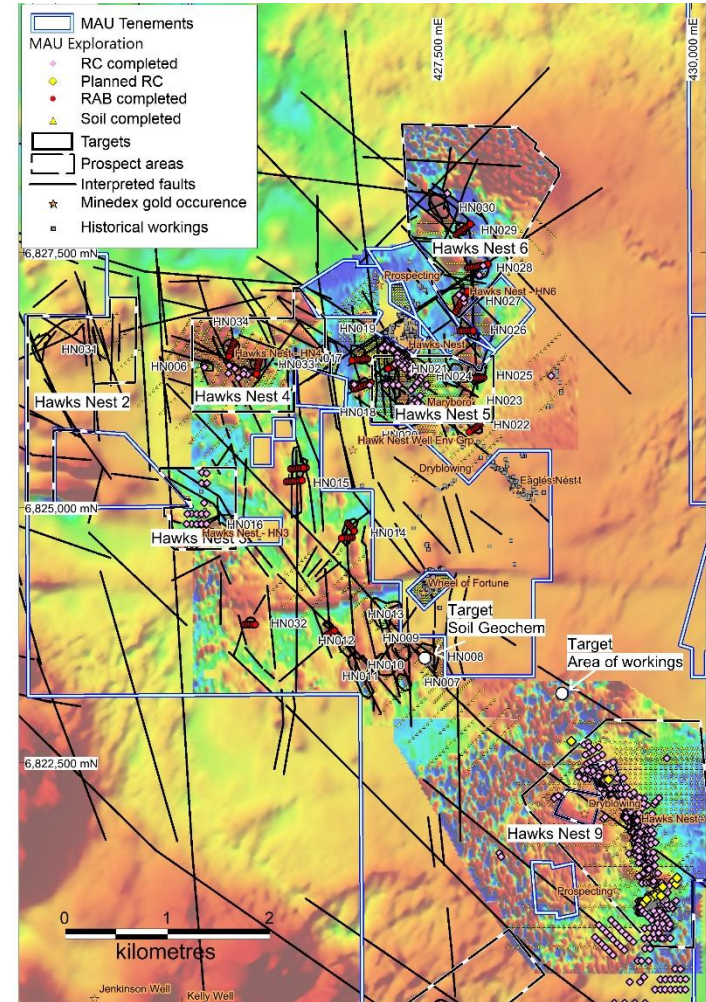 MAU Tenements
MAU Exploration
RC completed
Planned RC
RAB completed
Soil completed
Targets
Prospect areas
Interpreted faults
Minedex gold occurence
Historical workings
427,500 mE
430,000 mE
6,827,500 mN
6,825,000 mN
6,822,500 mN
HN030
HN029
Hawks Nest 6
HN028
Prospecting
Hawks Nest - HN6
HN027
HN026
HN019
Hawks Nest
HN034
Hawks Nest - HN4
HN033
HN031
HN006
HN021
HN024
HN025
Hawks Nest 2
Hawks Nest 4
HN018
Maryboro
HN023
Hawks Nest 5
HN022
Hawk Nest Well Env Grp
Dryblowing
Eagles Nest
HN015
HN016
Hawks Nest - HN3
Hawks Nest 3
HN014
Wheel of Fortune
Target
Soil Geochem
HN013
HN032
HN012
HN009
HN008
HN010
HN011
HN007
Target
Area of workings
Dryblowing
Hawks Nest
Hawks Nest 9
Prospecting
0 1 2
kilometres
Jenkinson Well
Kelly Well